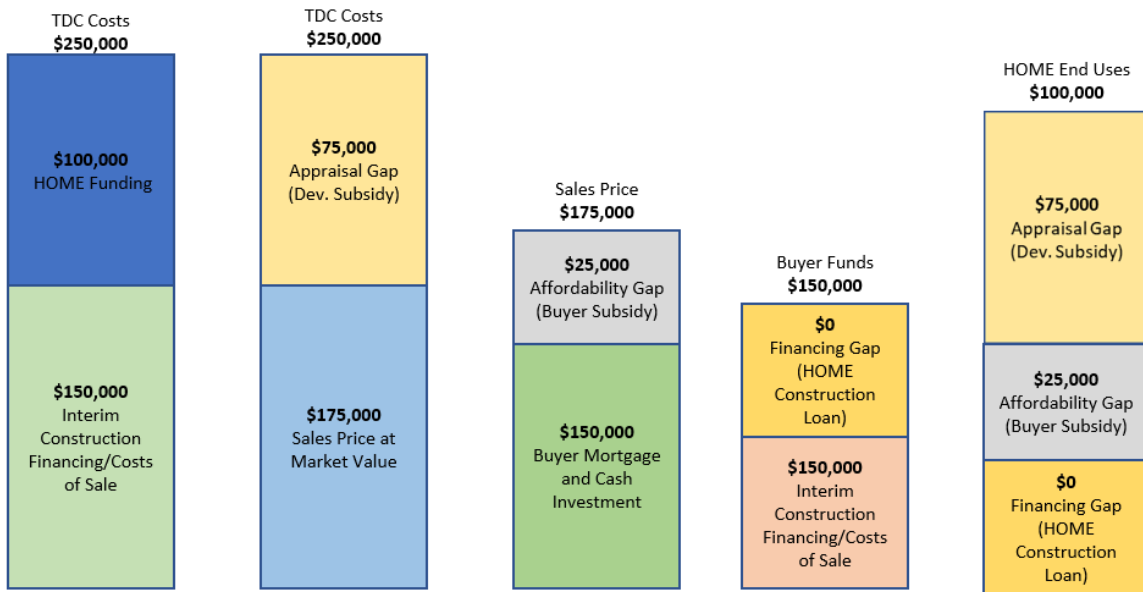 TDC Costs
$250,000
$100,000
HOME Funding
$150,000
Interim
Construction
Financing/Costs
of Sale
TDC Costs
$250,000
$75,000
Appraisal Gap
(Dev. Subsidy)
$175,000
Sales Price at
Market Value
Sales Price
$175,000
$25,000
Affordability Gap
(Buyer Subsidy)
$150,000
Buyer Mortgage
and Cash
Investment
Buyer Funds
$150,000
$0
Financing Gap
(HOME
Construction
Loan)
$150,000
Interim
Construction
Financing/Costs
of Sale
HOME End Uses
$100,000
$75,000
Appraisal Gap
(Dev. Subsidy)
$25,000
Affordability Gap
(Buyer Subsidy)
$0
Financing Gap
(HOME
Construction
Loan)